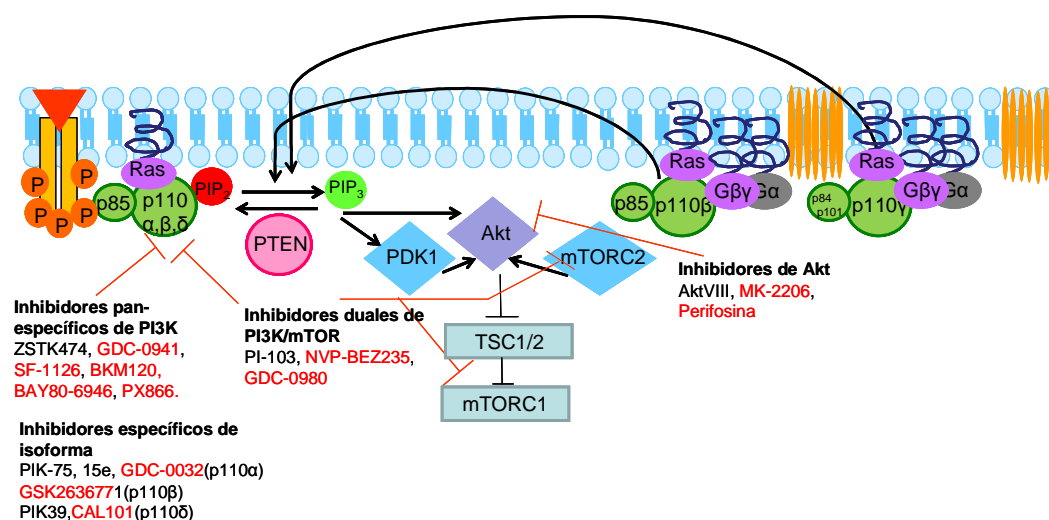 Ras
Ras
Ras
P
P
P
P
P
P
p85
p110
α,β,δ
PIP2
PIP3
PTEN
PDK1
Akt
mTORC2
p85
p110β
Gβγ
Gα
p84
p101
p110γ
Gβγ
Gα
TSC1/2
mTORC1
Inhibidores pan-
específicos de PI3K
ZSTK474, GDC-0941,
SF-1126, BKM120,
BAY80-6946, PX866.
Inhibidores duales de
PI3K/mTOR
PI-103, NVP-BEZ235,
GDC-0980
Inhibidores de Akt
AktVIII, MK-2206,
Perifosina
Inhibidores específicos de
isoforma
PIK-75, 15e, GDC-0032(p110α)
GSK2636771(p110β)
PIK39,CAL101(p110δ)